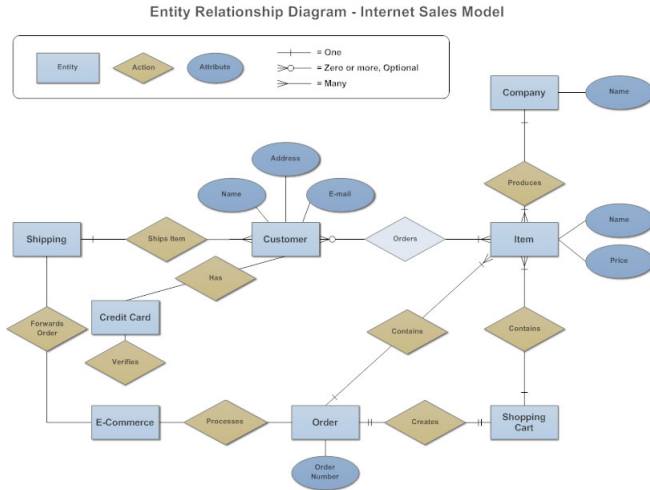 Entity Relationship Diagram - Internet Sales Model
Entity
Action
Attribute
= One
= Zero or more, Optional
= Many
Company
Name
Address
Name
E-mail
Produces
Shipping
Ships Item
Customer
Orders
Item
Name
Price
Has
Credit Card
Forwards
Order
Contains
Contains
Verifies
E-Commerce
Processes
Order
Creates
Shopping
Cart
Order
Number